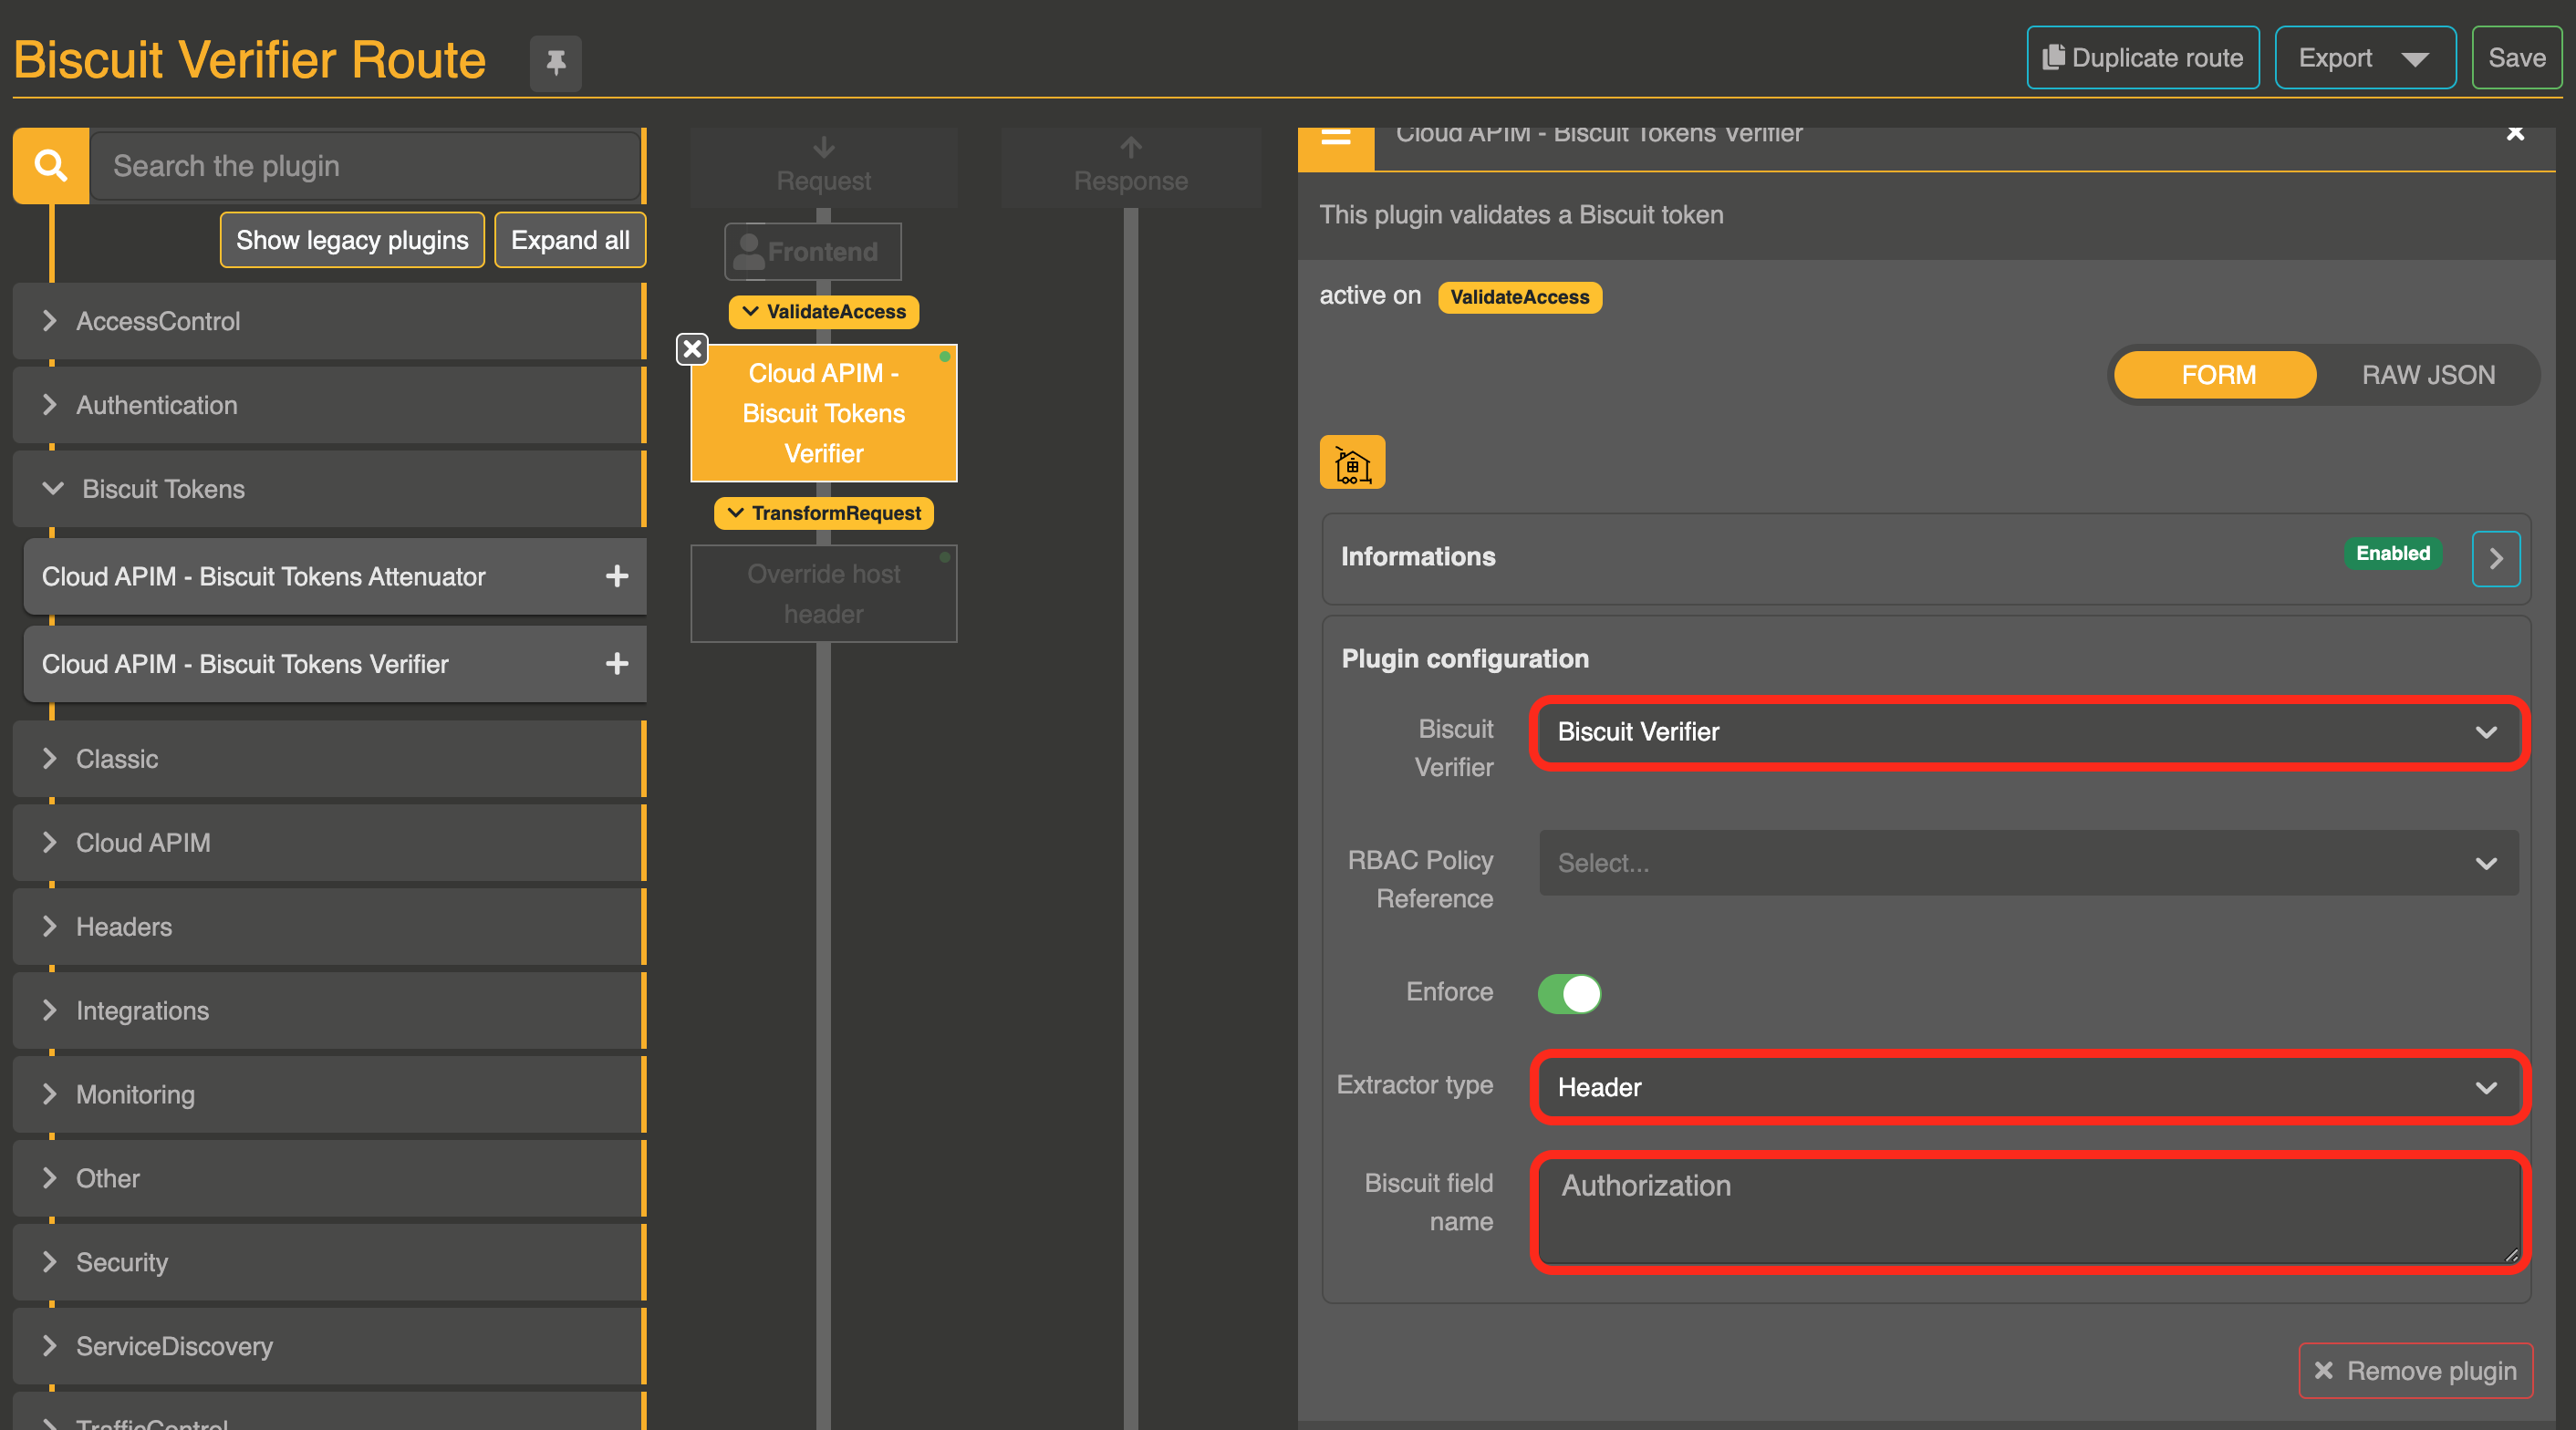 Biscuit Verifier Route
Duplicate route
Export
Save
Search the plugin
Show legacy plugins
Expand all
AccessControl
Authentication
Biscuit Tokens
Cloud APIM - Biscuit Tokens Attenuator
Cloud APIM - Biscuit Tokens Verifier
Classic
Cloud APIM
Headers
Integrations
Monitoring
Other
Security
ServiceDiscovery
TrafficControl
Request
Response
Frontend
ValidateAccess
Cloud APIM -
Biscuit Tokens
Verifier
TransformRequest
Override host
header
Cloud APIM - Biscuit Tokens Verifier
This plugin validates a Biscuit token
active on ValidateAccess
FORM
RAW JSON
Informations
Enabled
Plugin configuration
Biscuit
Verifier
Biscuit Verifier
RBAC Policy
Reference
Select...
Enforce
Extractor type
Header
Biscuit field
name
Authorization
Remove plugin